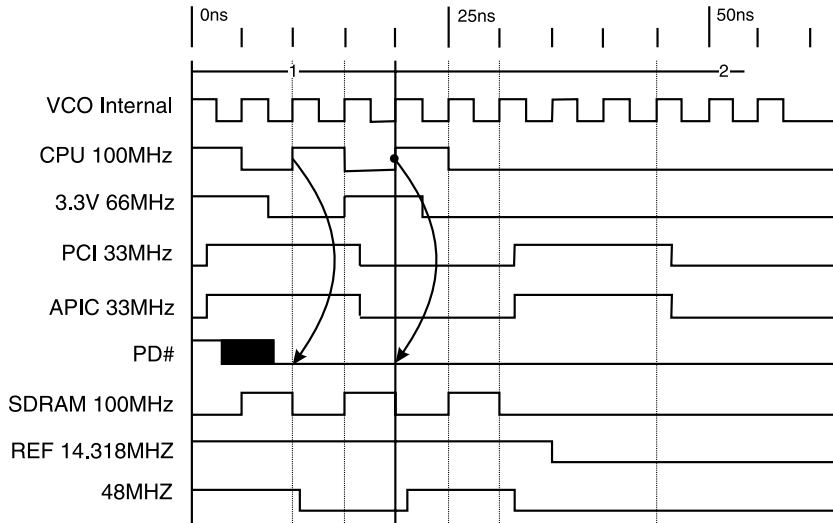 0ns 25ns 50ns
1 2
VCO Internal
CPU 100MHz
3.3V 66MHz
PCI 33MHz
APIC 33MHz
PD#
SDRAM 100MHz
REF 14.318MHZ
48MHZ